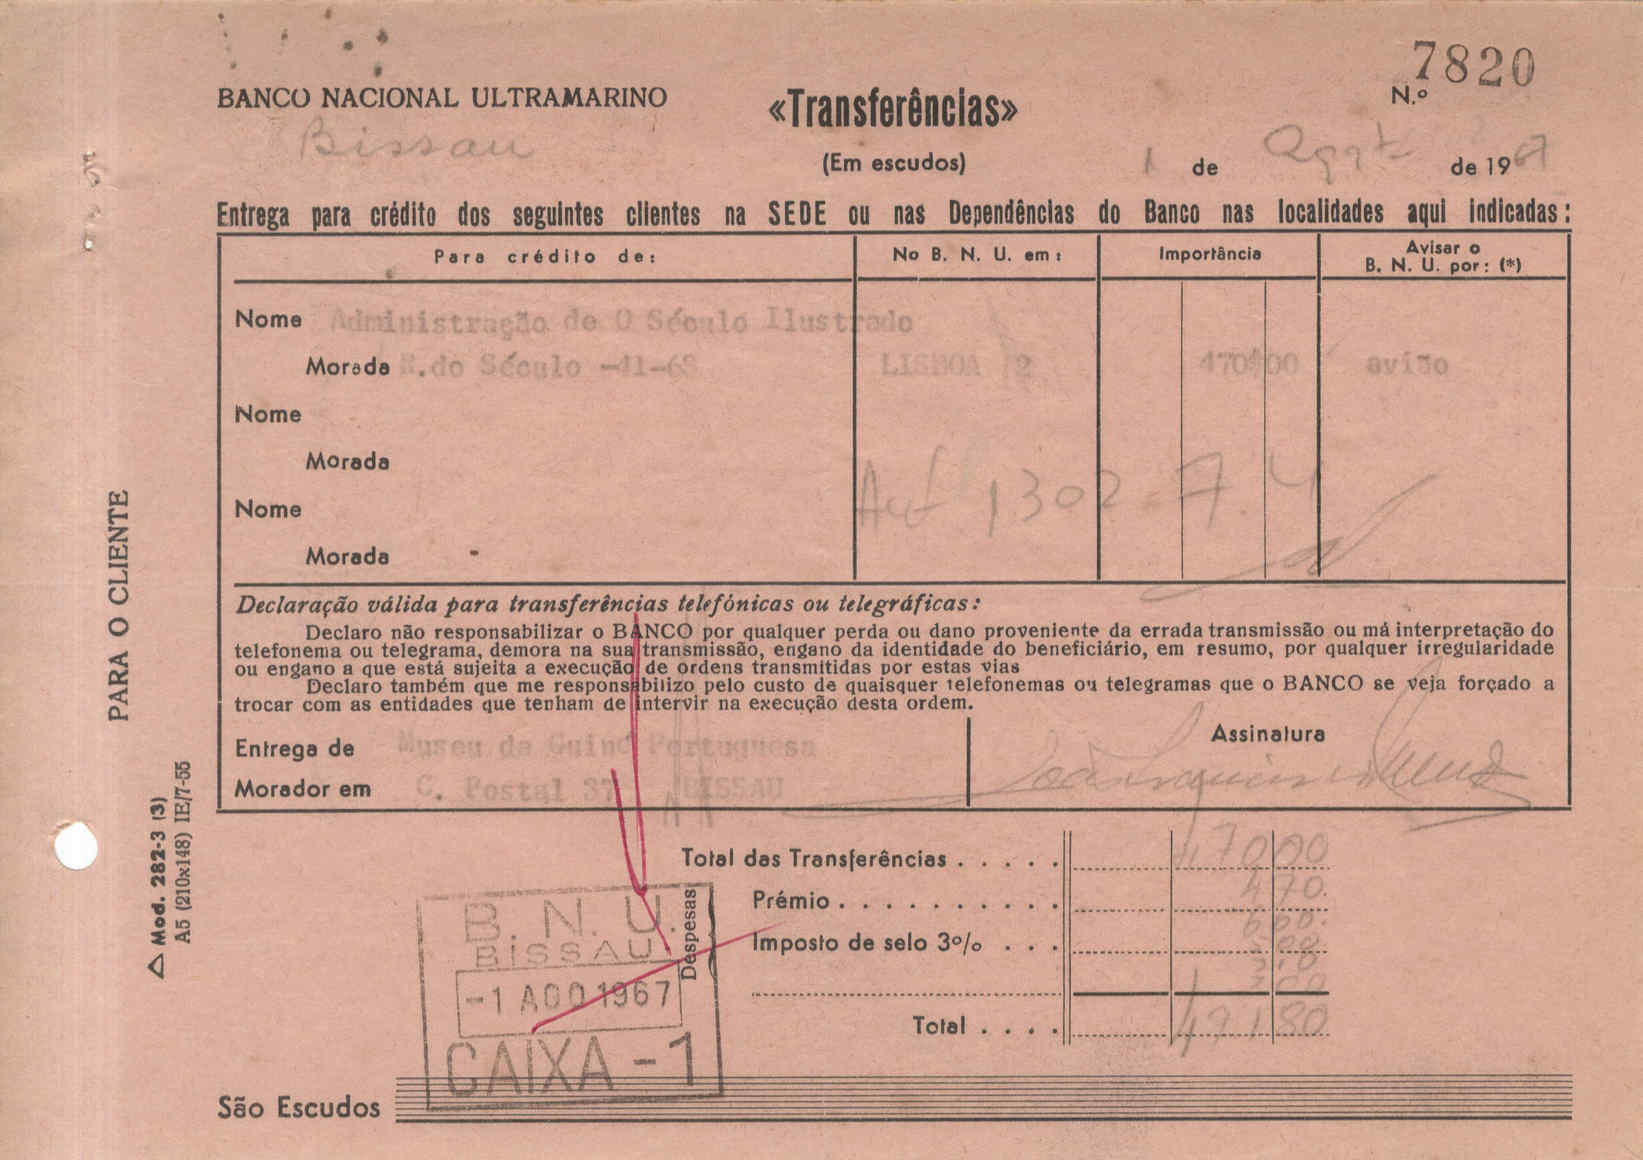 7820
BANCO NACIONAL ULTRAMARINO
«Transferências»
N.º
Bissau
(Em escudos)
1 de Agst de 1967
Entrega para crédito dos seguintes clientes na SEDE ou nas Dependências do Banco nas localidades aqui indicadas:
Para crédito de: No B. N. U. em: Importância Avisar o B. N. U. por: (*)
Nome Administração de O Século Ilustrado
Morada R.do Século -41-63 LISBOA 2 470$00 avião
Nome
Morada
Nome
Morada
1302
Declaração válida para transferências telefónicas ou telegráficas:
Declaro não responsabilizar o BANCO por qualquer perda ou dano proveniente da errada transmissão ou má interpretação do
telefonema ou telegrama, demora na sua transmissão, engano da identidade do beneficiário, em resumo, por qualquer irregularidade
ou engano a que está sujeita a execução de ordens transmitidas por estas vias
Declaro também que me responsabilizo pelo custo de quaisquer telefonemas ou telegramas que o BANCO se veja forçado a
trocar com as entidades que tenham de intervir na execução desta ordem.
Entrega de Museu da Guiné Portuguesa
Assinatura
Morador em C. Postal 37 BISSAU
Total das Transferências . . . . . 470 00
Despesas
Prémio . . . . . . . . . . 4 70
Imposto de selo 3% . . .
Total . . . . 491 80
B. N. U.
BISSAU
-1 AGO 1967
CAIXA - 1
São Escudos
PARA O CLIENTE
Δ Mod. 282-3 (3)
A5 (210x148) IE/7-55